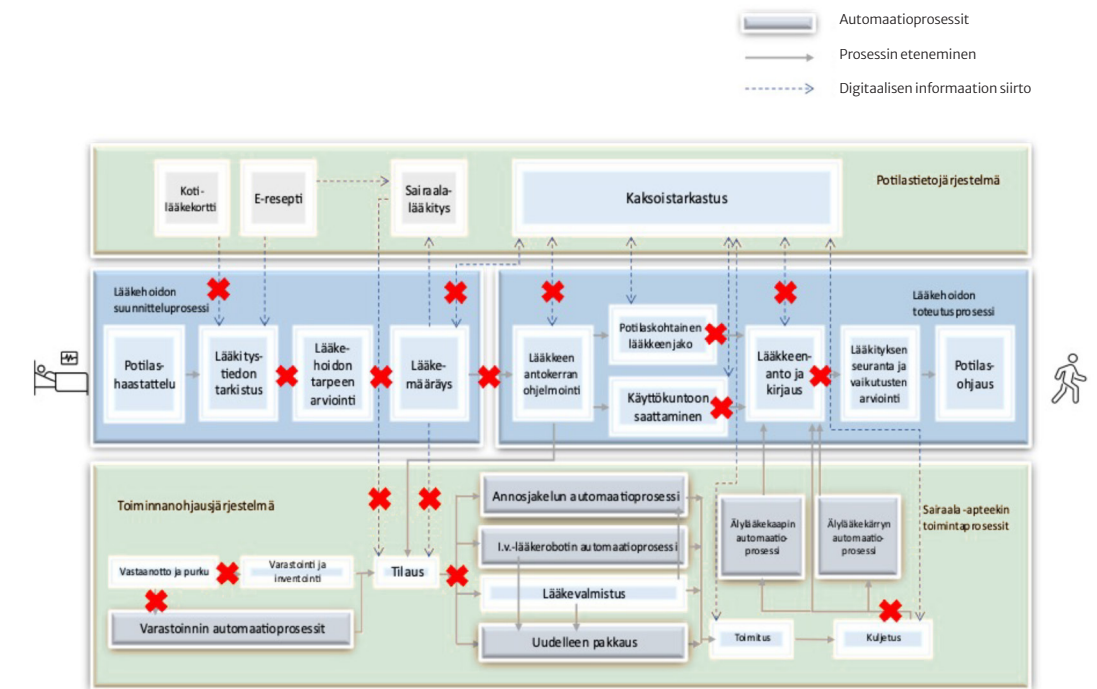 Automaatioprosessit
Prosessin eteneminen
Digitaalisen informaation siirto
Potilastietojärjestelmä
Koti-
lääkekortti
E-resepti
Sairaala-
lääkitys
Kaksoistarkastus
Lääkehoidon
suunnitteluprosessi
Lääkehoidon
toteutusprosessi
Potilas-
haastattelu
Lääkitys-
tiedon
tarkistus
Lääke-
hoidon
tarpeen
arviointi
Lääke-
määräys
Lääkkeen
antokerran
ohjelmointi
Potilaskohtainen
lääkkeen jako
Käyttökuntoon
saattaminen
Lääkkeen-
anto ja
kirjaus
Lääkityksen
seuranta ja
vaikutusten
arviointi
Potilas-
ohjaus
Toiminnanohjausjärjestelmä
Sairaala-apteekin
toimintaprosessit
Vastaanotto ja purku
Varastointi ja
inventointi
Varastoinnin automaatioprosessit
Tilaus
Annosjakelun automaatioprosessi
I.v.-lääkerobotin automaatioprosessi
Lääkevalmistus
Uudelleen pakkaus
Älylääkekaapin
automaatio-
prosessi
Älylääkekärryn
automaatio-
prosessi
Toimitus
Kuljetus